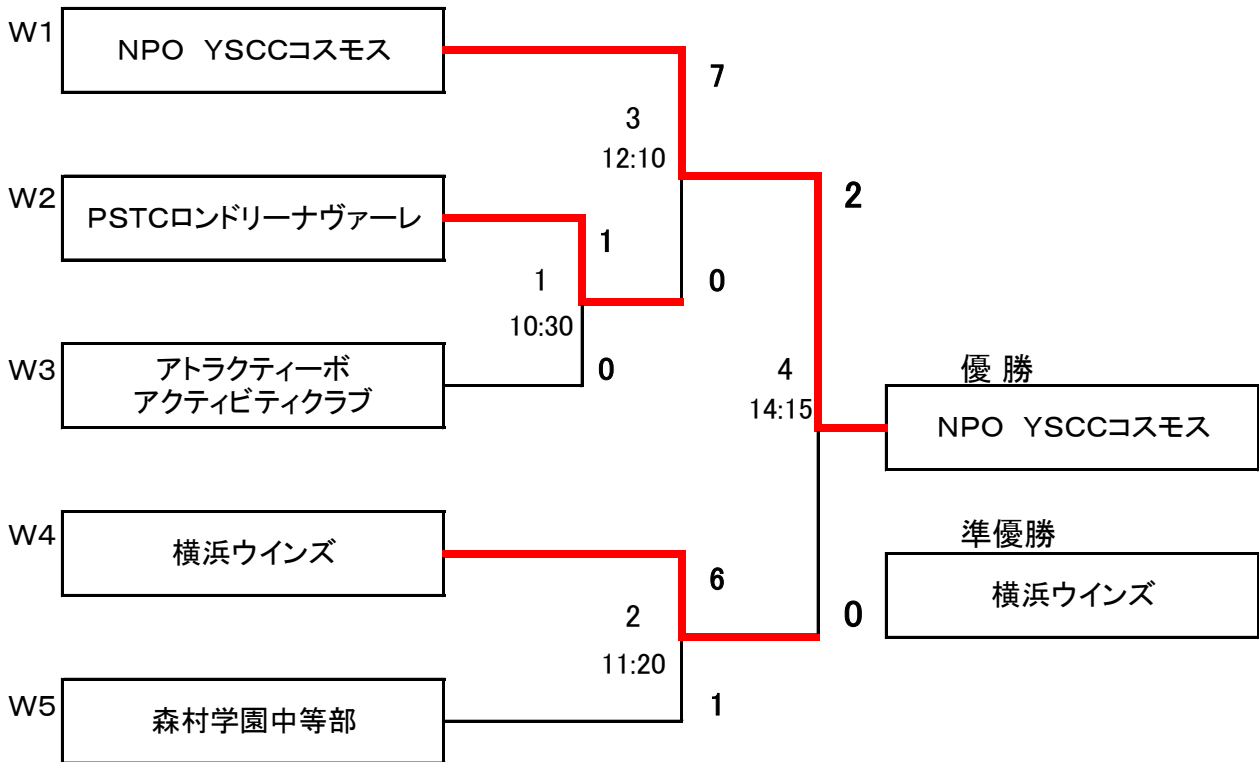 W1
NPO　YSCCコスモス
7
3
12:10
W2
PSTCロンドリーナヴァーレ
2
1
1
0
10:30
W3
アトラクティーボ
アクティビティクラブ
0
4
14:15
優 勝
NPO　YSCCコスモス
W4
横浜ウインズ
6
準優勝
横浜ウインズ
2
0
11:20
W5
森村学園中等部
1